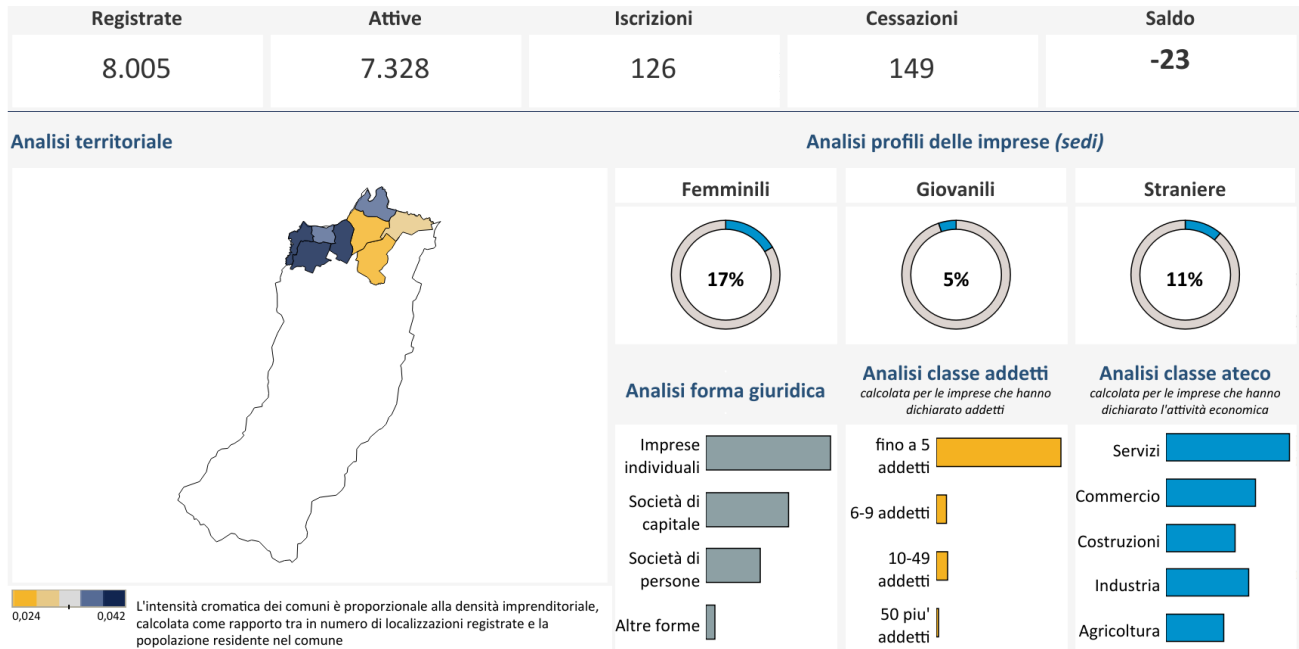 Registrate
Attive
Iscrizioni
Cessazioni
Saldo
8.005
7.328
126
149
-23
Analisi territoriale
Analisi profili delle imprese (sedi)
Femminili
Giovanili
Straniere
17%
5%
11%
Analisi forma giuridica
Analisi classe addetti
calcolata per le imprese che hanno
dichiarato addetti
Analisi classe ateco
calcolata per le imprese che hanno
dichiarato l'attività economica
Imprese
individuali
Società di
capitale
Società di
persone
Altre forme
fino a 5
addetti
6-9 addetti
10-49
addetti
50 piu'
addetti
Servizi
Commercio
Costruzioni
Industria
Agricoltura
0,024
0,042
L'intensità cromatica dei comuni è proporzionale alla densità imprenditoriale,
calcolata come rapporto tra in numero di localizzazioni registrate e la
popolazione residente nel comune